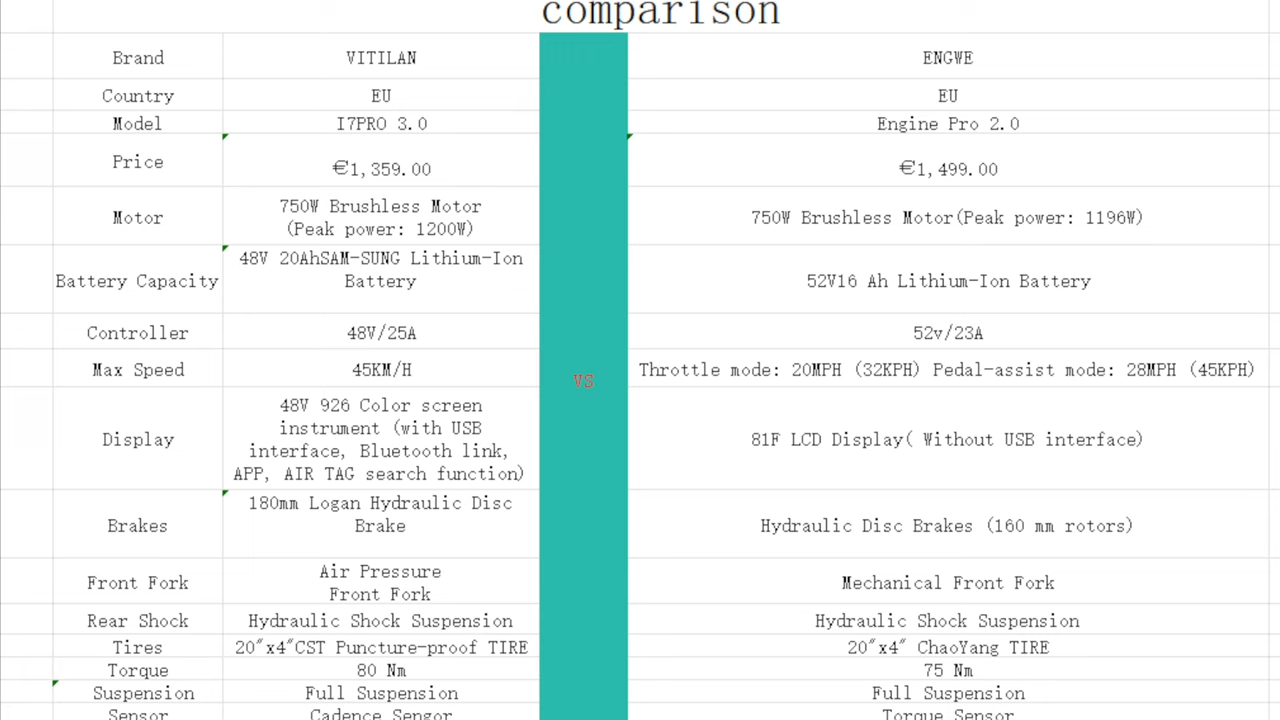 comparison
Brand VITILAN ENGWE
Country EU EU
Model I7PRO 3.0 Engine Pro 2.0
Price €1,359.00 €1,499.00
Motor 750W Brushless Motor
(Peak power: 1200W) 750W Brushless Motor(Peak power: 1196W)
Battery Capacity 48V 20AhSAM-SUNG Lithium-Ion
Battery 52V16 Ah Lithium-Ion Battery
Controller 48V/25A 52v/23A
Max Speed 45KM/H VS Throttle mode: 20MPH (32KPH) Pedal-assist mode: 28MPH (45KPH)
Display 48V 926 Color screen
instrument (with USB
interface, Bluetooth link,
APP, AIR TAG search function) 81F LCD Display( Without USB interface)
Brakes 180mm Logan Hydraulic Disc
Brake Hydraulic Disc Brakes (160 mm rotors)
Front Fork Air Pressure
Front Fork Mechanical Front Fork
Rear Shock Hydraulic Shock Suspension Hydraulic Shock Suspension
Tires 20″x4″CST Puncture-proof TIRE 20″x4″ ChaoYang TIRE
Torque 80 Nm 75 Nm
Suspension Full Suspension Full Suspension
Sensor Cadence Sengor Torque Sensor